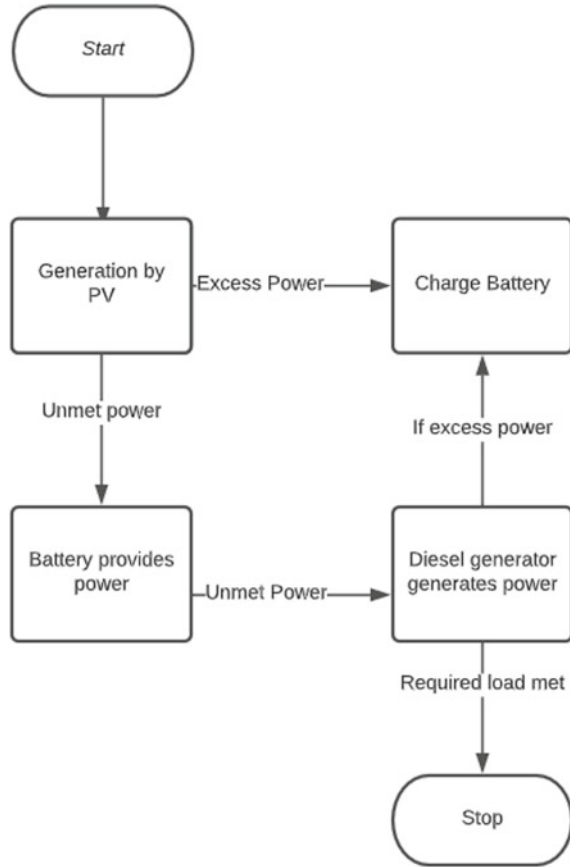 Start
Generation by
PV
Excess Power
Charge Battery
Unmet power
If excess power
Battery provides
power
Unmet Power
Diesel generator
generates power
Required load met
Stop